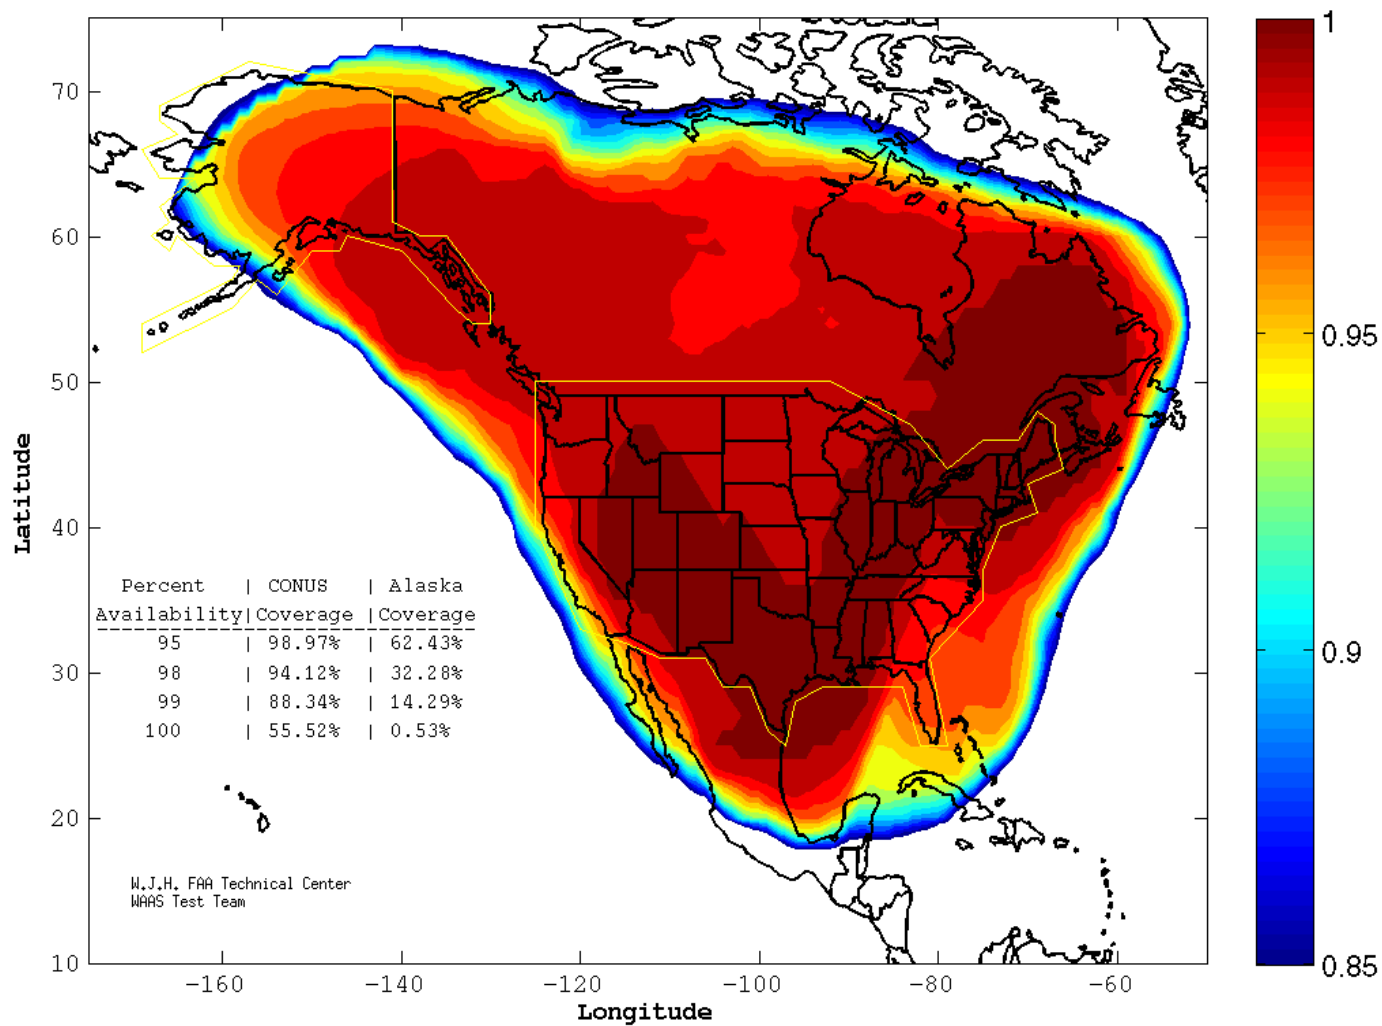 70
60
50
40
30
20
10
Latitude
Percent | CONUS | Alaska
Availability|Coverage |Coverage
95 | 98.97% | 62.43%
98 | 94.12% | 32.28%
99 | 88.34% | 14.29%
100 | 55.52% | 0.53%
W.J.H. FAA Technical Center
WAAS Test Team
-160 -140 -120 -100 -80 -60
Longitude
1
0.95
0.9
0.85